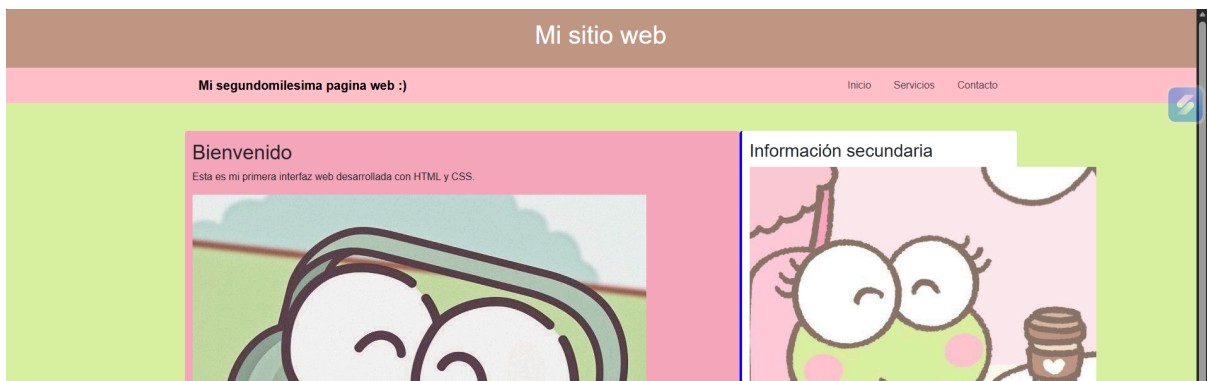 Mi sitio web
Mi segundomilesima pagina web :)
Inicio Servicios Contacto
Bienvenido
Esta es mi primera interfaz web desarrollada con HTML y CSS.
Información secundaria